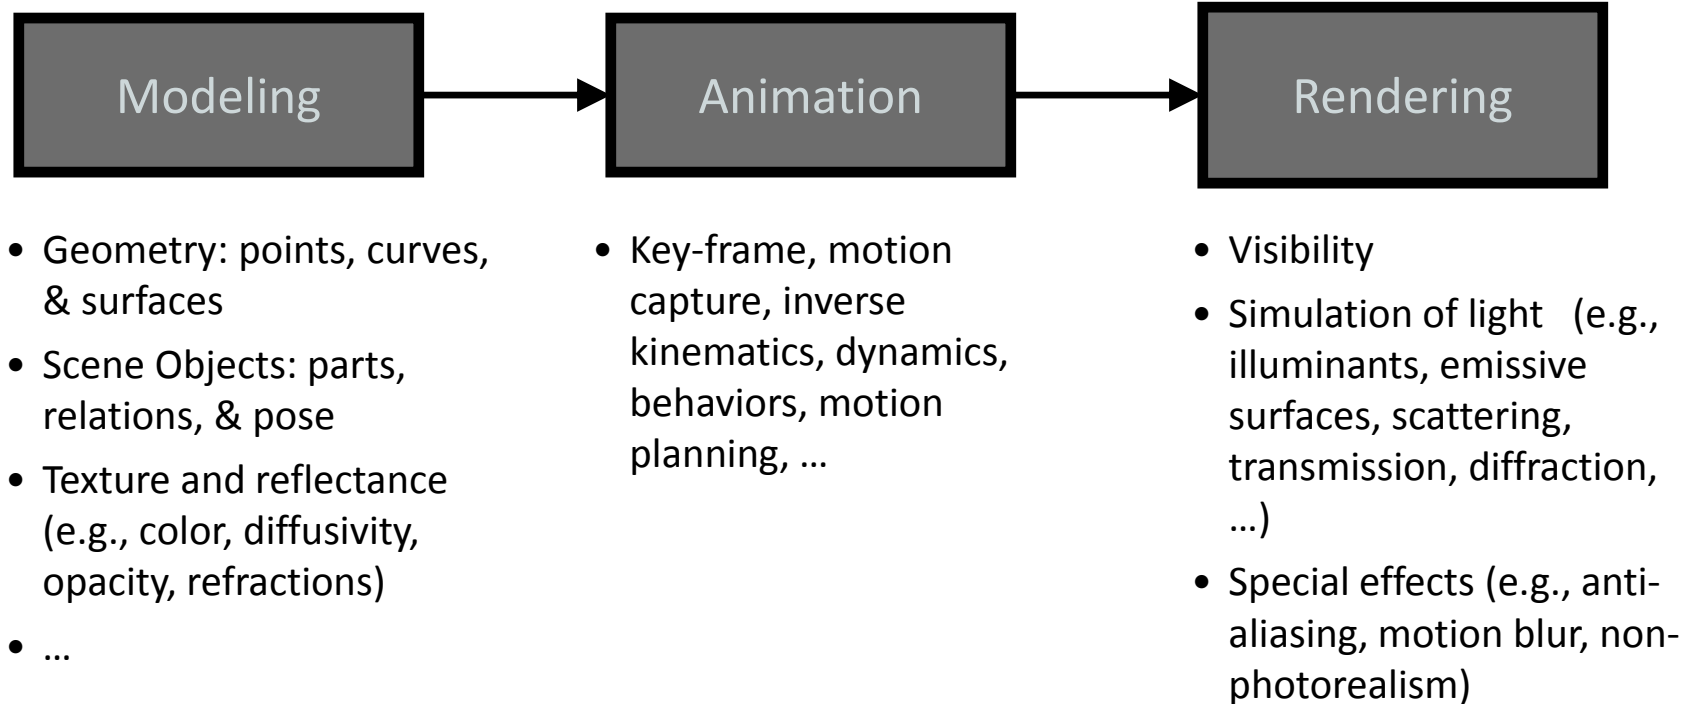 Modeling
Animation
Rendering
• Geometry: points, curves,
& surfaces
• Scene Objects: parts,
relations, & pose
• Texture and reflectance
(e.g., color, diffusivity,
opacity, refractions)
• …
• Key-frame, motion
capture, inverse
kinematics, dynamics,
behaviors, motion
planning, …
• Visibility
• Simulation of light   (e.g.,
illuminants, emissive
surfaces, scattering,
transmission, diffraction,
…)
• Special effects (e.g., anti-
aliasing, motion blur, non-
photorealism)